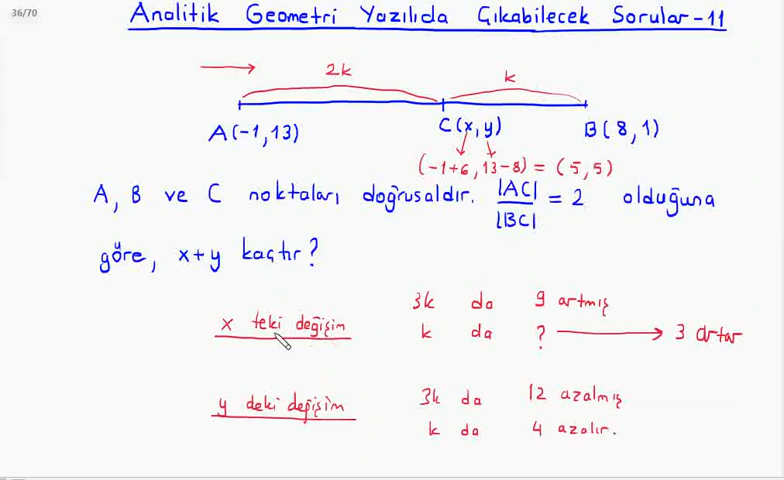 36/70
Analitik Geometri Yazılıda Çıkabilecek Sorular-11
2k k
A(-1,13) C(x,y) B(8,1)
(-1+6, 13-8) = (5,5)
A, B ve C noktaları doğrusaldır. |AC|/|BC| = 2 olduğuna
göre, x+y kaçtır?
3k da 9 artmış
x teki değişim k da ? → 3 artar
3k da 12 azalmış
y deki değişim
k da 4 azalır.